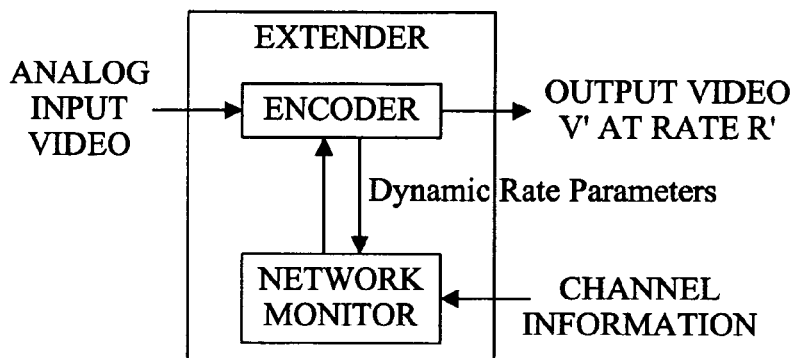 EXTENDER
ANALOG
INPUT
VIDEO
ENCODER
OUTPUT VIDEO
V' AT RATE R'
Dynamic Rate Parameters
NETWORK
MONITOR
CHANNEL
INFORMATION